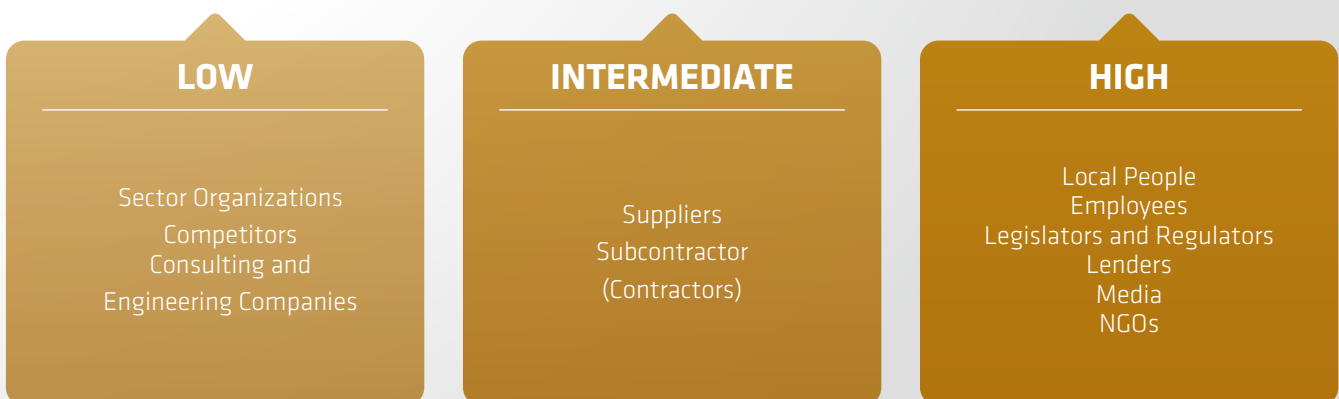 LOW
Sector Organizations
Competitors
Consulting and
Engineering Companies
INTERMEDIATE
Suppliers
Subcontractor
(Contractors)
HIGH
Local People
Employees
Legislators and Regulators
Lenders
Media
NGOs